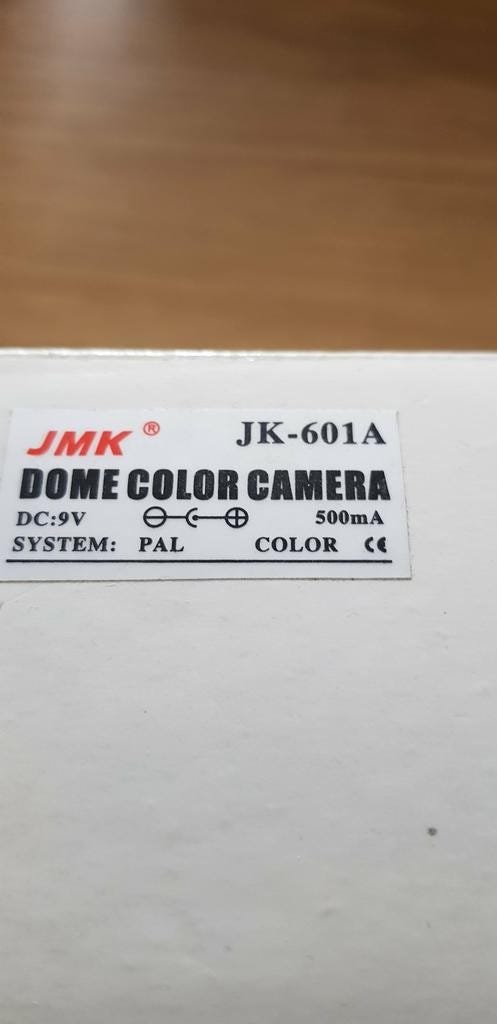 JMK ® JK-601A
DOME COLOR CAMERA
DC:9V 500mA
SYSTEM: PAL COLOR CE